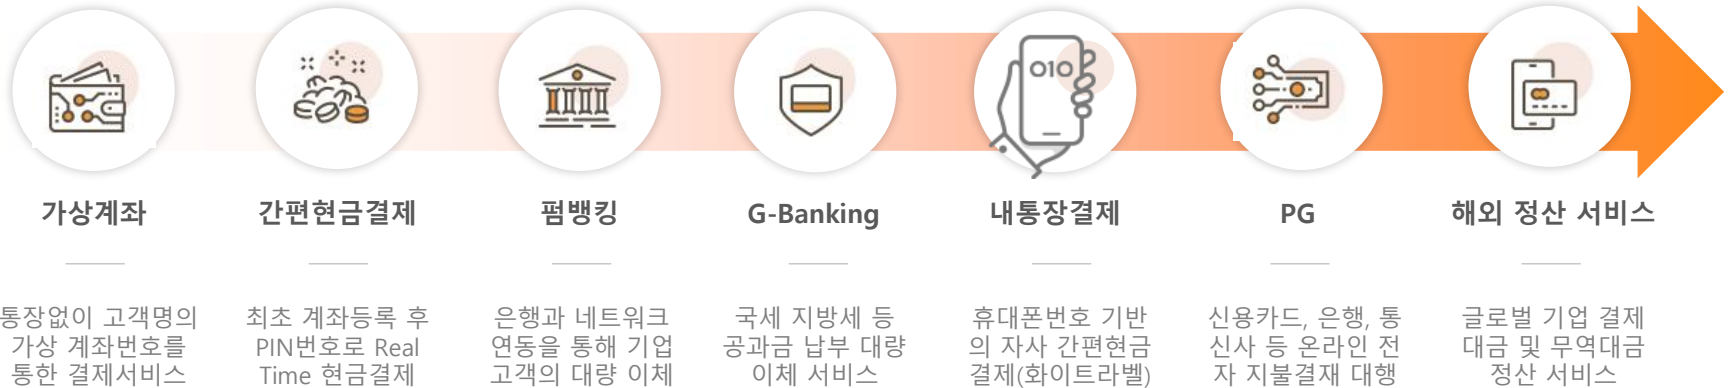 010
가상계좌
통장없이 고객명의
가상 계좌번호를
통한 결제서비스
간편현금결제
최초 계좌등록 후
PIN번호로 Real
Time 현금결제
펌뱅킹
은행과 네트워크
연동을 통해 기업
고객의 대량 이체
G-Banking
국세 지방세 등
공과금 납부 대량
이체 서비스
내통장결제
휴대폰번호 기반
의 자사 간편현금
결제(화이트라벨)
PG
신용카드, 은행, 통
신사 등 온라인 전
자 지불결재 대행
해외 정산 서비스
글로벌 기업 결제
대금 및 무역대금
정산 서비스